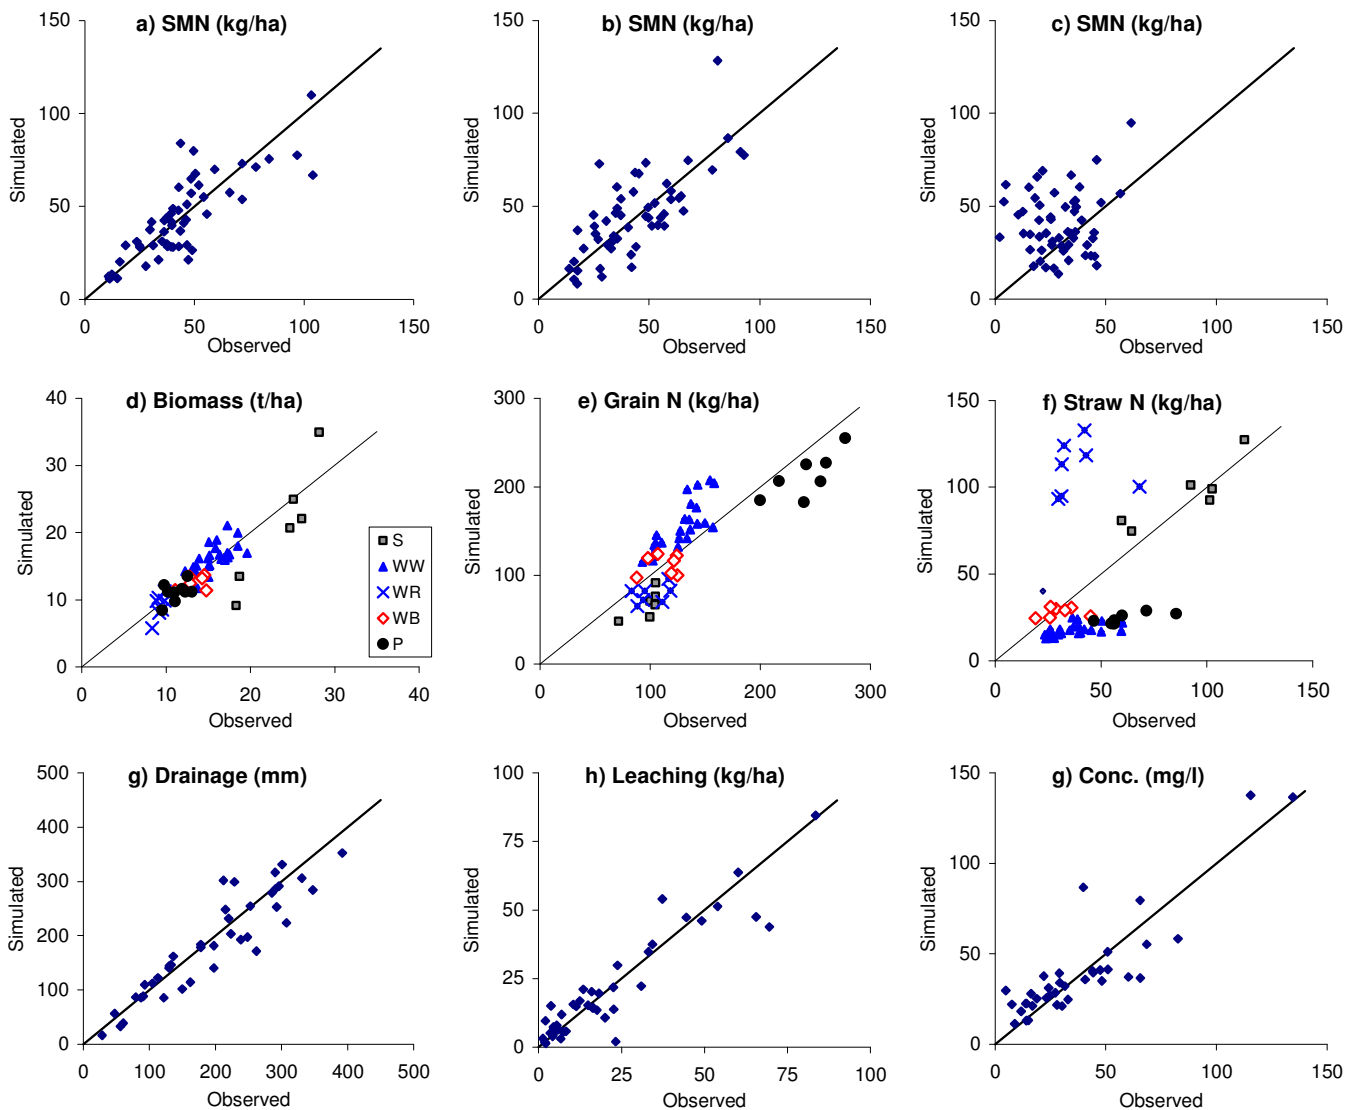 a) SMN (kg/ha)
150
100
50
0
0 50 100 150
Simulated
Observed
b) SMN (kg/ha)
150
100
50
0
0 50 100 150
Simulated
Observed
c) SMN (kg/ha)
150
100
50
0
0 50 100 150
Simulated
Observed
d) Biomass (t/ha)
40
30
20
10
0
0 10 20 30 40
Simulated
Observed
S
WW
WR
WB
P
e) Grain N (kg/ha)
300
200
100
0
0 100 200 300
Simulated
Observed
f) Straw N (kg/ha)
150
100
50
0
0 50 100 150
Simulated
Observed
g) Drainage (mm)
500
400
300
200
100
0
0 100 200 300 400 500
Simulated
Observed
h) Leaching (kg/ha)
100
75
50
25
0
0 25 50 75 100
Simulated
Observed
g) Conc. (mg/l)
150
100
50
0
0 50 100 150
Simulated
Observed